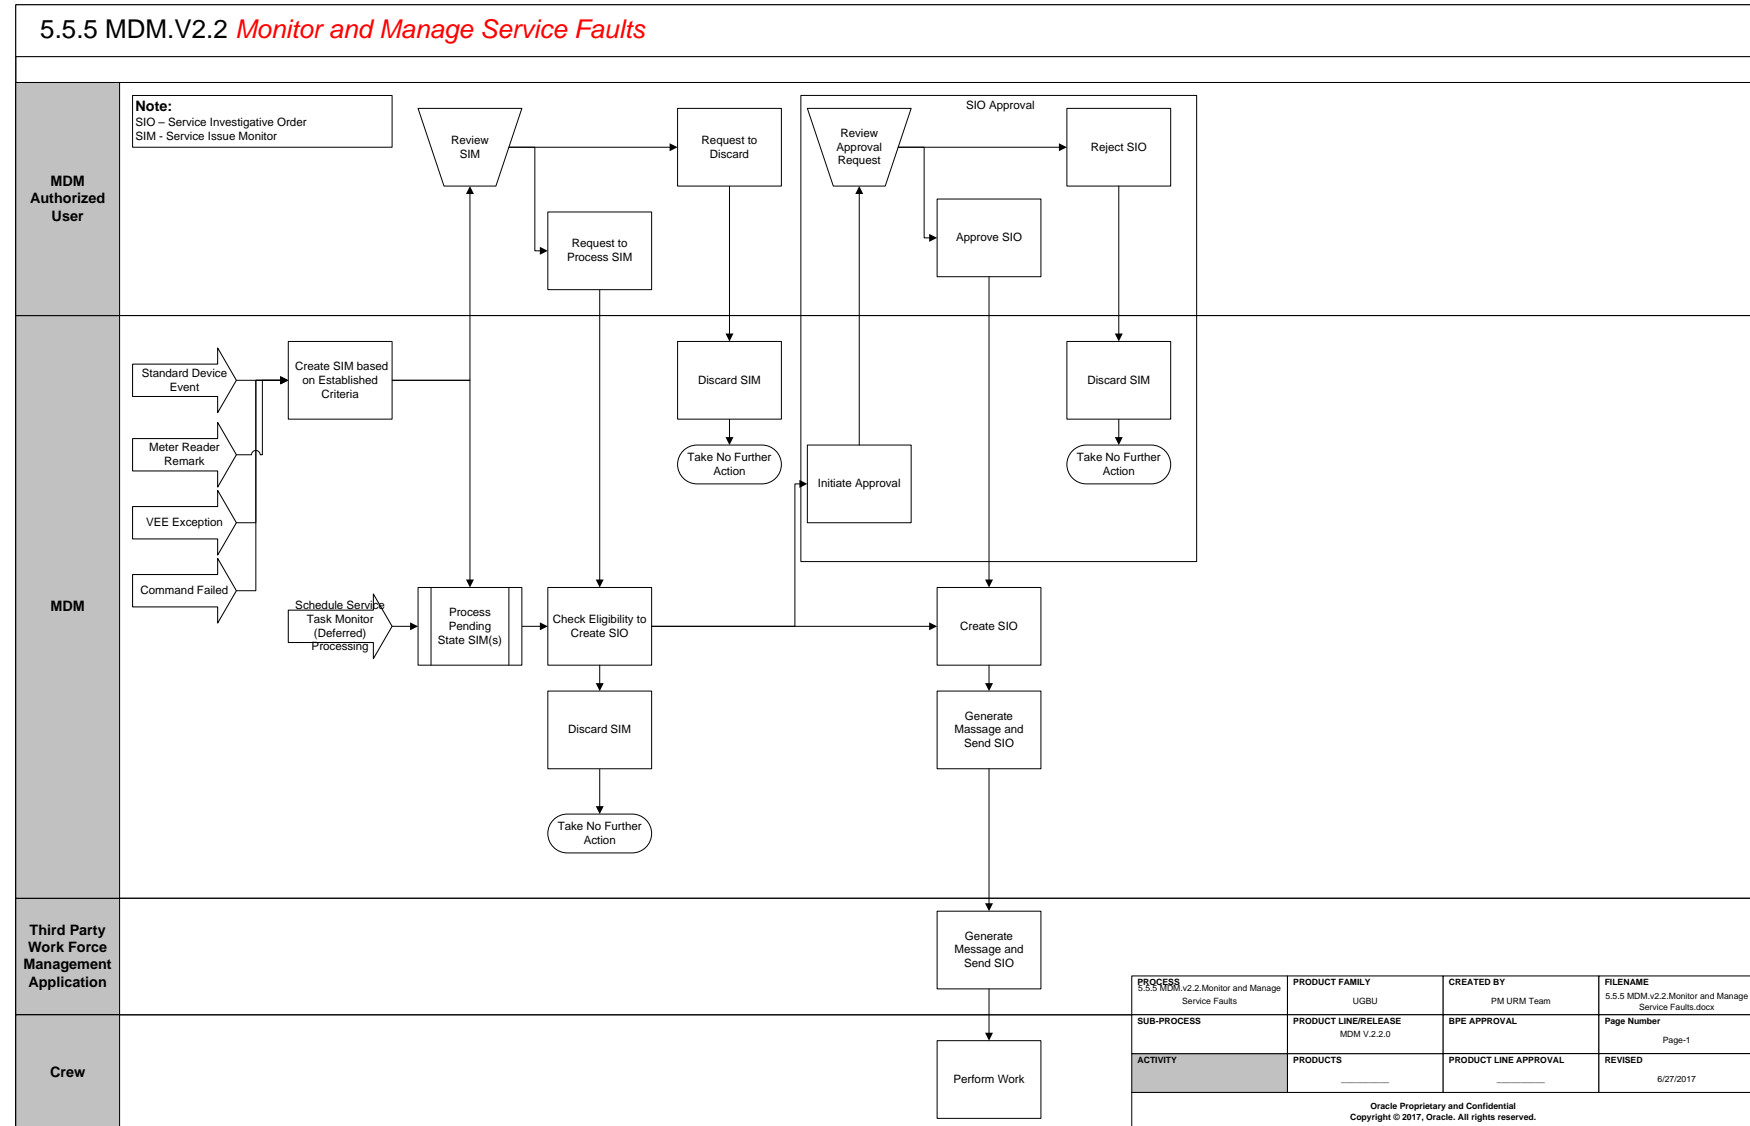 5.5.5 MDM.V2.2 Monitor and Manage Service Faults
Note:
SIO – Service Investigative Order
SIM - Service Issue Monitor
MDM
Authorized
User
Review
SIM
Request to
Discard
Request to
Process SIM
SIO Approval
Review
Approval
Request
Reject SIO
Approve SIO
MDM
Standard Device
Event
Meter Reader
Remark
VEE Exception
Command Failed
Create SIM based
on Established
Criteria
Discard SIM
Take No Further
Action
Initiate Approval
Discard SIM
Take No Further
Action
Schedule Service
Task Monitor
(Deferred)
Processing
Process
Pending
State SIM(s)
Check Eligibility to
Create SIO
Create SIO
Discard SIM
Generate
Massage and
Send SIO
Take No Further
Action
Third Party
Work Force
Management
Application
Generate
Message and
Send SIO
Crew
Perform Work
PROCESS
5.5.5 MDM.v2.2.Monitor and Manage
Service Faults
PRODUCT FAMILY
UGBU
CREATED BY
PM URM Team
FILENAME
5.5.5 MDM.v2.2.Monitor and Manage
Service Faults.docx
SUB-PROCESS
PRODUCT LINE/RELEASE
MDM V.2.2.0
BPE APPROVAL
Page Number
Page-1
ACTIVITY
PRODUCTS
PRODUCT LINE APPROVAL
REVISED
6/27/2017
Oracle Proprietary and Confidential
Copyright © 2017, Oracle. All rights reserved.